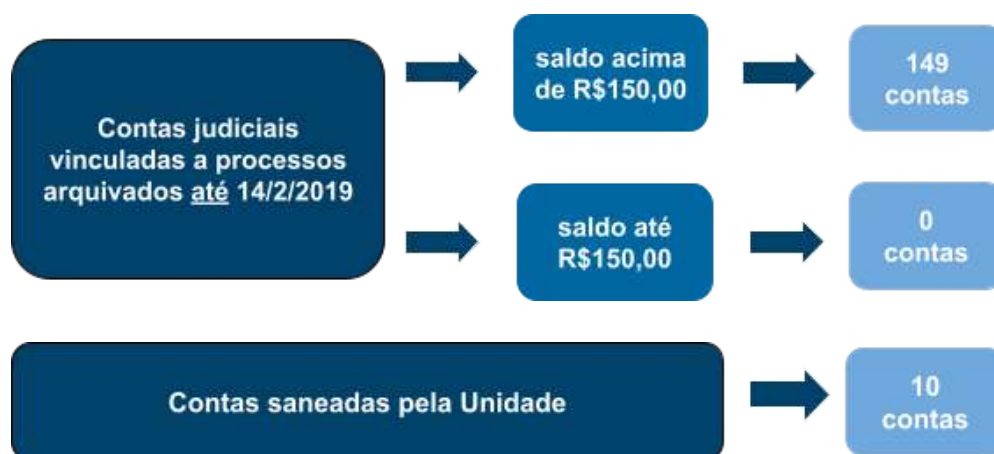 Contas judiciais
vinculadas a processos
arquivados até 14/2/2019
saldo acima
de R$150,00
149
contas
saldo até
R$150,00
0
contas
Contas saneadas pela Unidade
10
contas